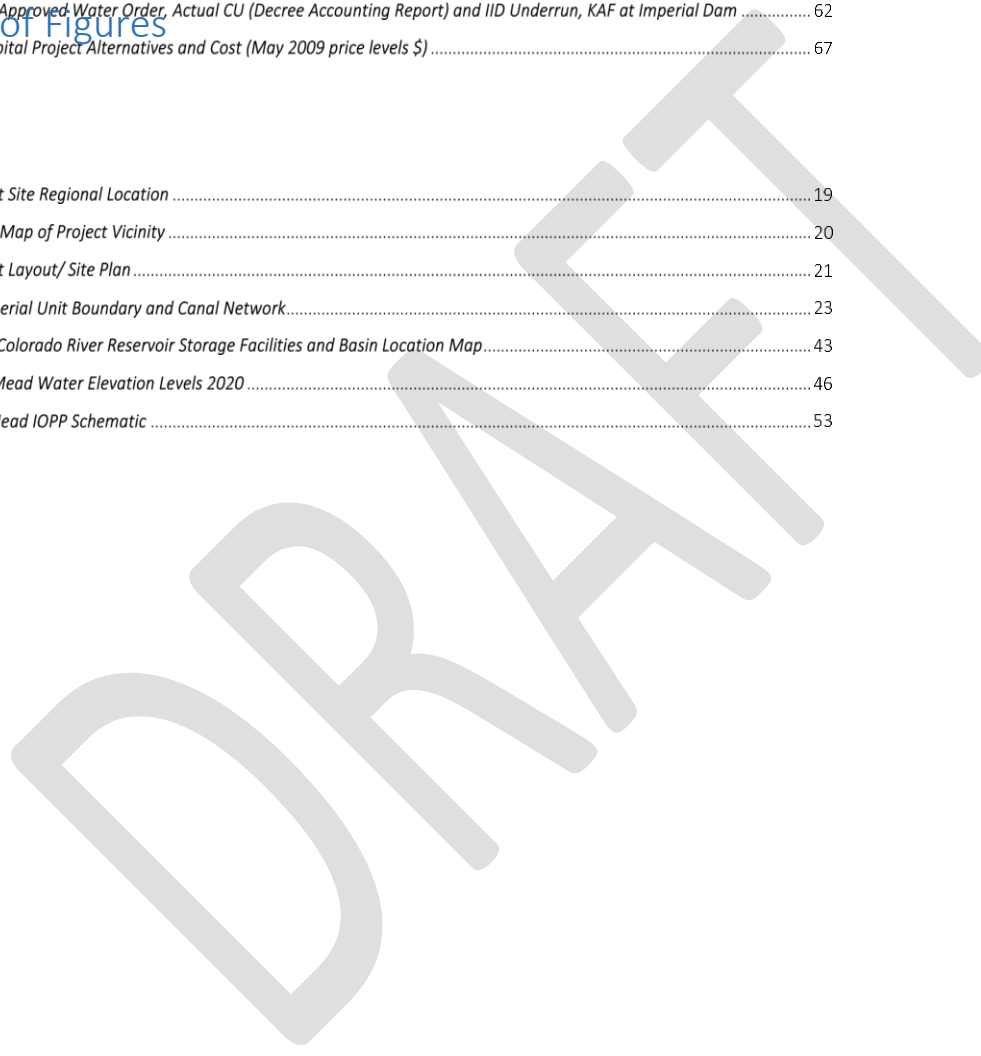 Approved Water Order, Actual CU (Decree Accounting Report) and IID Underrun, KAF at Imperial Dam ................ 62
of Figures
pital Project Alternatives and Cost (May 2009 price levels $) ........................................................................................ 67
t Site Regional Location .................................................................................................................................................. 19
Map of Project Vicinity ................................................................................................................................................... 20
t Layout/ Site Plan ........................................................................................................................................................... 21
erial Unit Boundary and Canal Network........................................................................................................................ 23
Colorado River Reservoir Storage Facilities and Basin Location Map........................................................................... 43
Mead Water Elevation Levels 2020 ................................................................................................................................. 46
ead IOPP Schematic ....................................................................................................................................................... 53
DRAFT